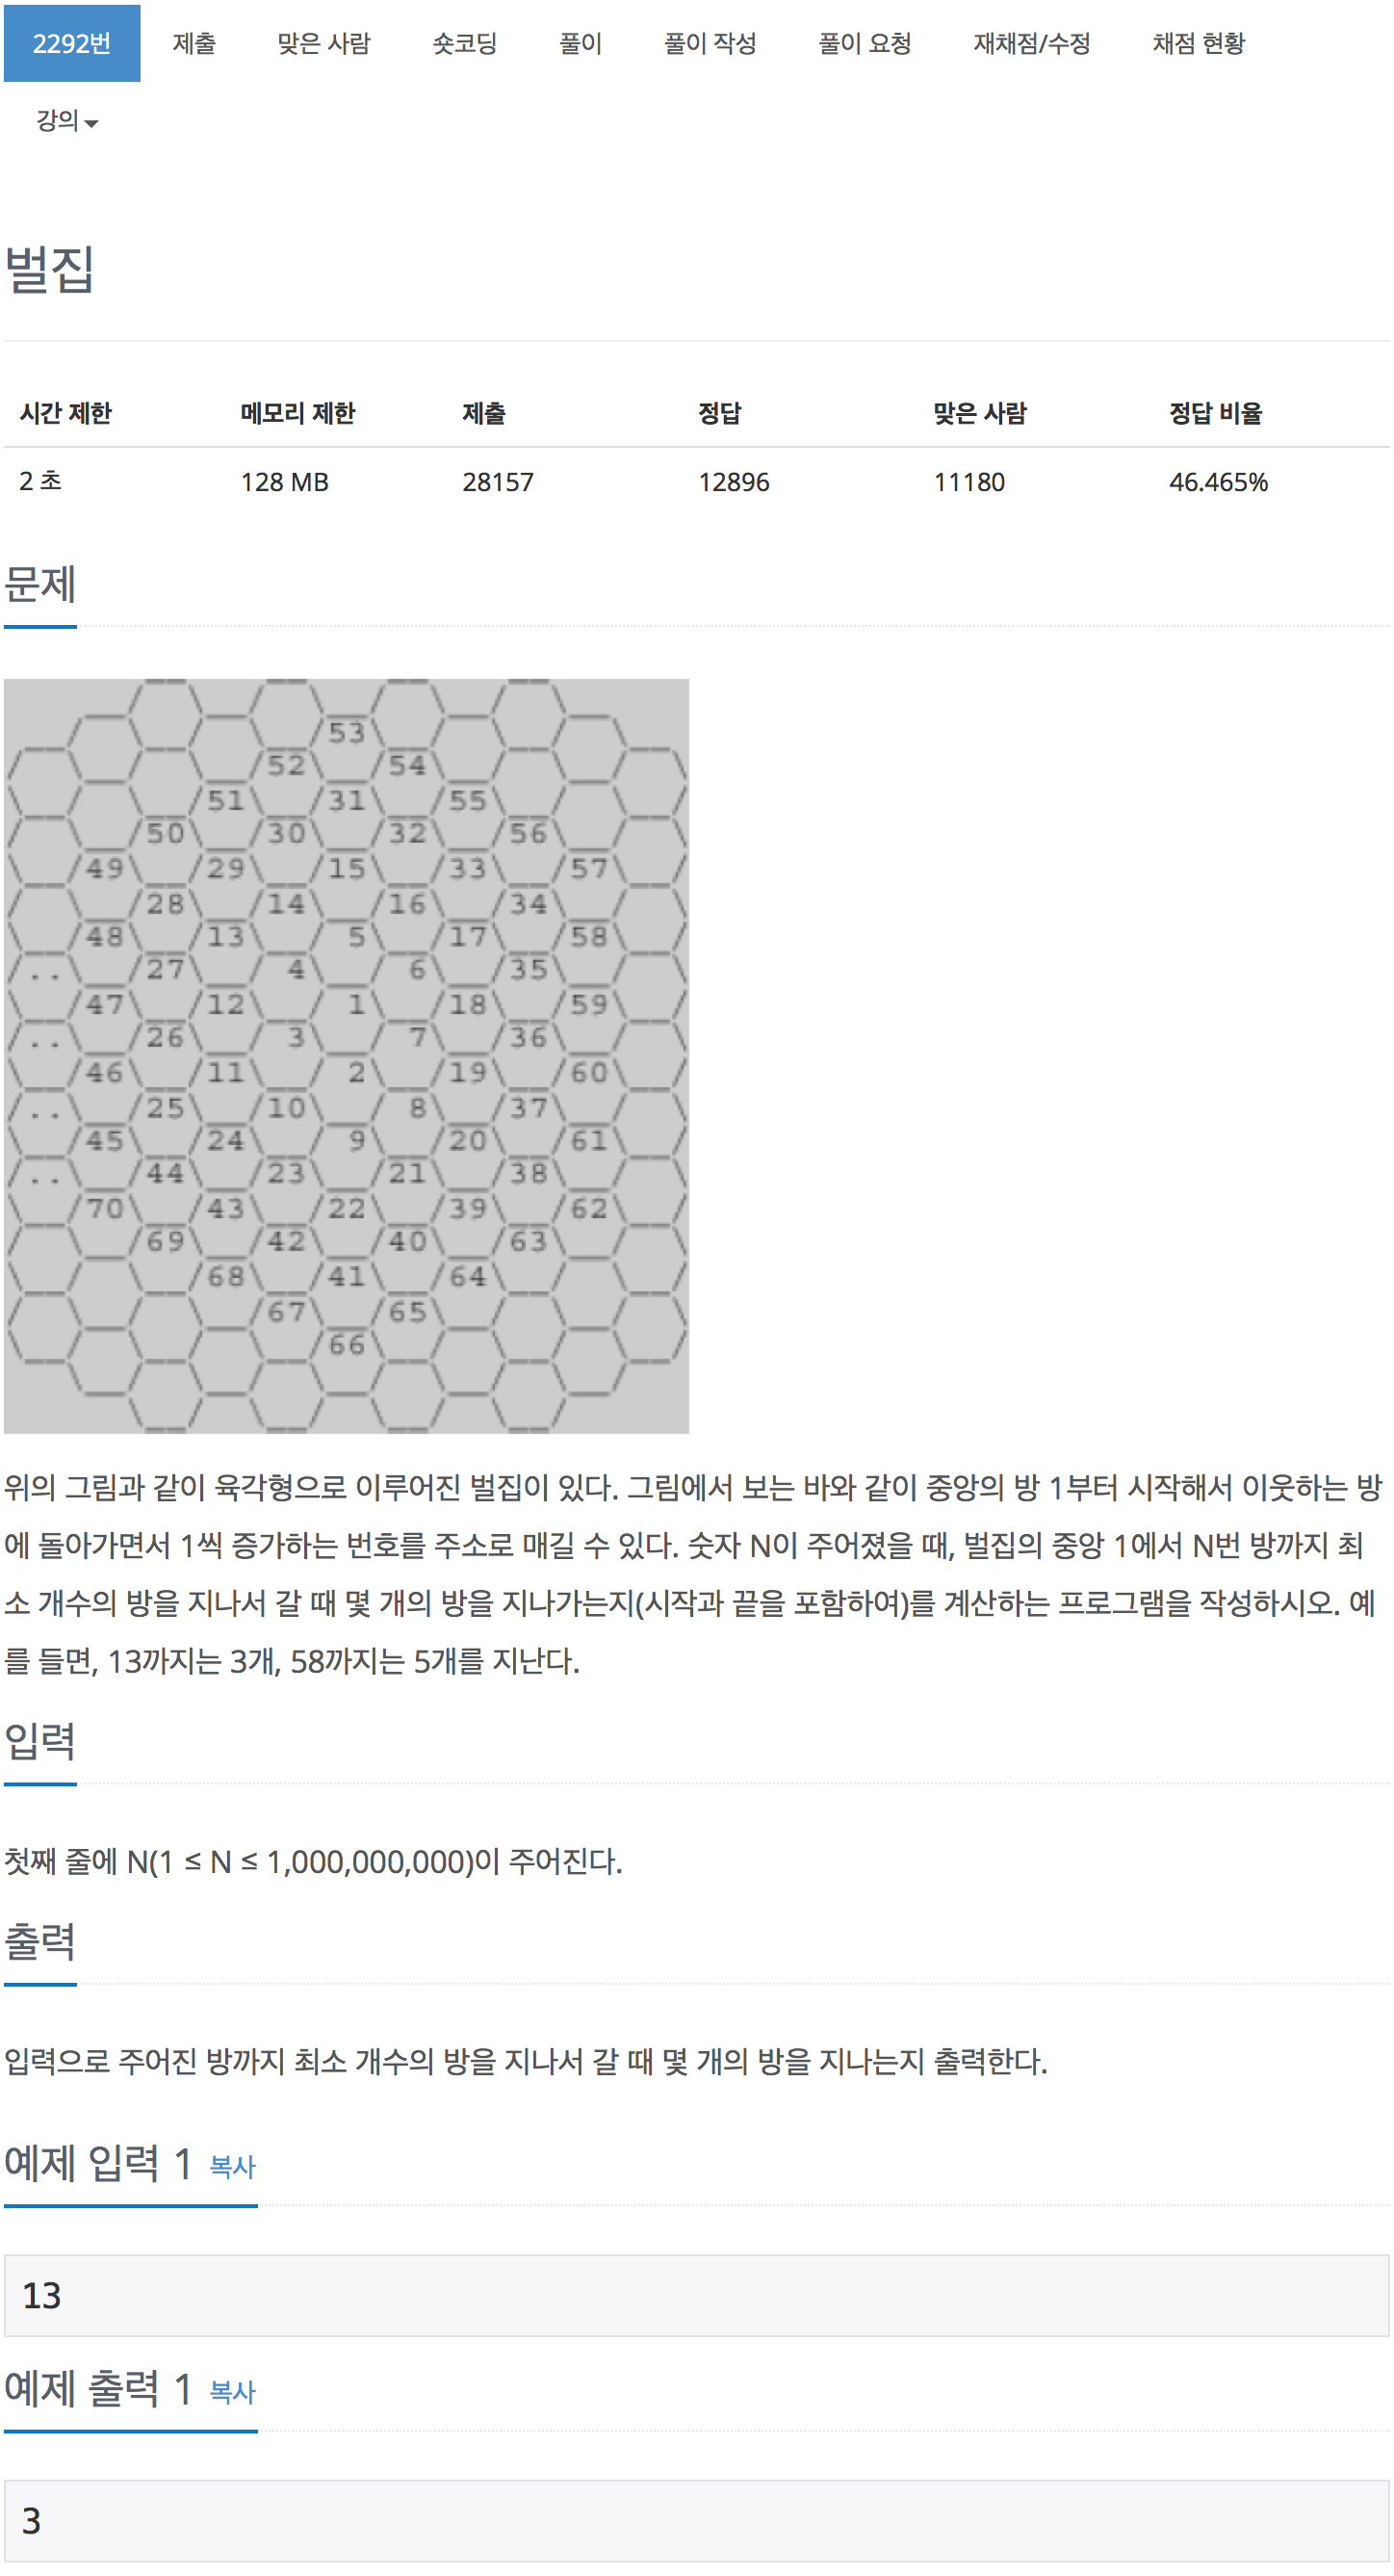 2292번 제출 맞은 사람 숏코딩 풀이 풀이 작성 풀이 요청 재채점/수정 채점 현황
강의
벌집
시간 제한 메모리 제한 제출 정답 맞은 사람 정답 비율
2 초 128 MB 28157 12896 11180 46.465%
문제
53
52 54
51 31 55
50 30 32 56
49 29 15 33 57
28 14 16 34
48 13 5 17 58
.. 27 4 6 35
47 12 1 18 59
.. 26 3 7 36
46 11 2 19 60
.. 25 10 8 37
45 24 9 20 61
.. 44 23 21 38
70 43 22 39 62
69 42 40 63
68 41 64
67 65
66
위의 그림과 같이 육각형으로 이루어진 벌집이 있다. 그림에서 보는 바와 같이 중앙의 방 1부터 시작해서 이웃하는 방
에 돌아가면서 1씩 증가하는 번호를 주소로 매길 수 있다. 숫자 N이 주어졌을 때, 벌집의 중앙 1에서 N번 방까지 최
소 개수의 방을 지나서 갈 때 몇 개의 방을 지나가는지(시작과 끝을 포함하여)를 계산하는 프로그램을 작성하시오. 예
를 들면, 13까지는 3개, 58까지는 5개를 지난다.
입력
첫째 줄에 N(1 ≤ N ≤ 1,000,000,000)이 주어진다.
출력
입력으로 주어진 방까지 최소 개수의 방을 지나서 갈 때 몇 개의 방을 지나는지 출력한다.
예제 입력 1 복사
13
예제 출력 1 복사
3